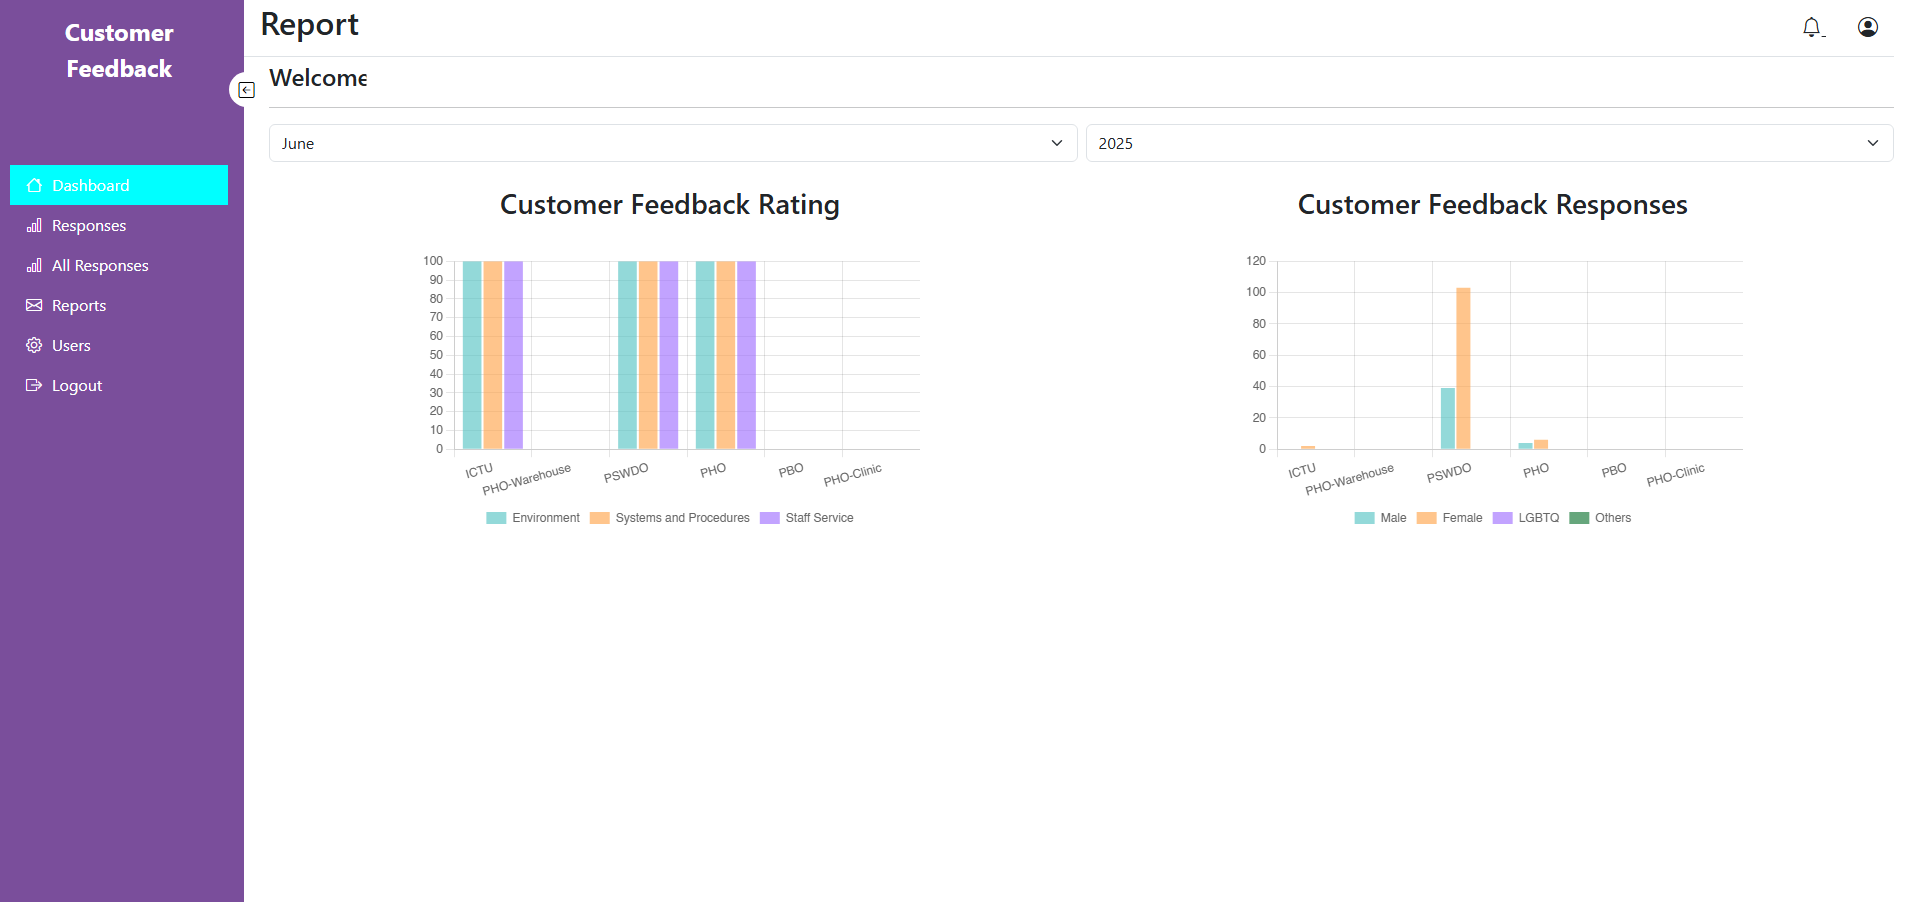 Customer
Feedback
Dashboard
Responses
All Responses
Reports
Users
Logout
Report
Welcome
June
2025
Customer Feedback Rating
100
90
80
70
60
50
40
30
20
10
0
ICTU
PHO-Warehouse
PSWDO
PHO
PBO
PHO-Clinic
Environment Systems and Procedures Staff Service
Customer Feedback Responses
120
100
80
60
40
20
0
ICTU
PHO-Warehouse
PSWDO
PHO
PBO
PHO-Clinic
Male Female LGBTQ Others